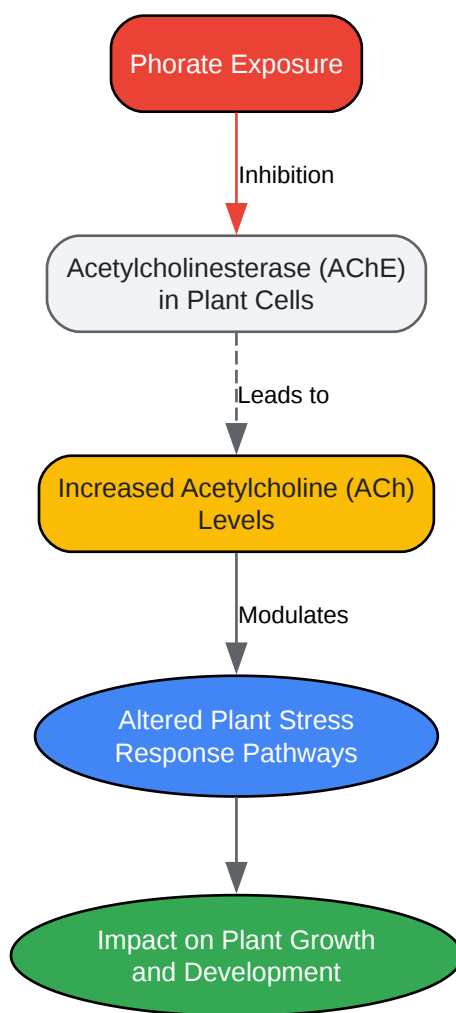 Phorate Exposure
Inhibition
Acetylcholinesterase (AChE)
in Plant Cells
Leads to
Increased Acetylcholine (ACh)
Levels
Modulates
Altered Plant Stress
Response Pathways
Impact on Plant Growth
and Development